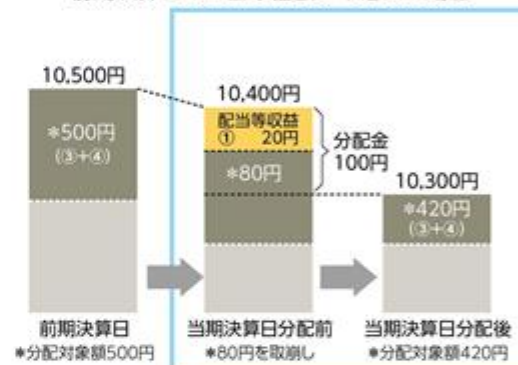 10,500円
*500円
(③+④)
10,400円
配当等収益
① 20円
*80円
分配金
100円
10,300円
*420円
(③+④)
前期決算日
*分配対象額500円
当期決算日分配前
*80円を取崩し
当期決算日分配後
*分配対象額420円